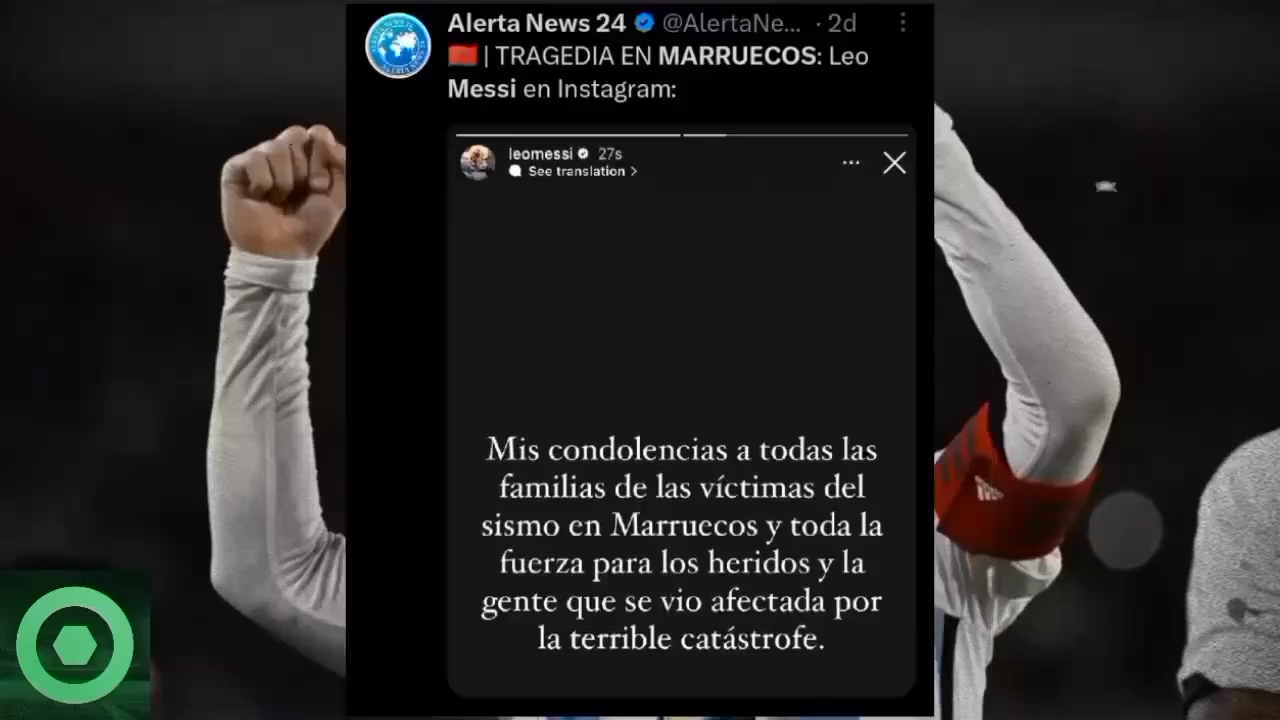 Alerta News 24 @AlertaNe... · 2d
| TRAGEDIA EN MARRUECOS: Leo
Messi en Instagram:
leomessi 27s
See translation >
Mis condolencias a todas las
familias de las víctimas del
sismo en Marruecos y toda la
fuerza para los heridos y la
gente que se vio afectada por
la terrible catástrofe.